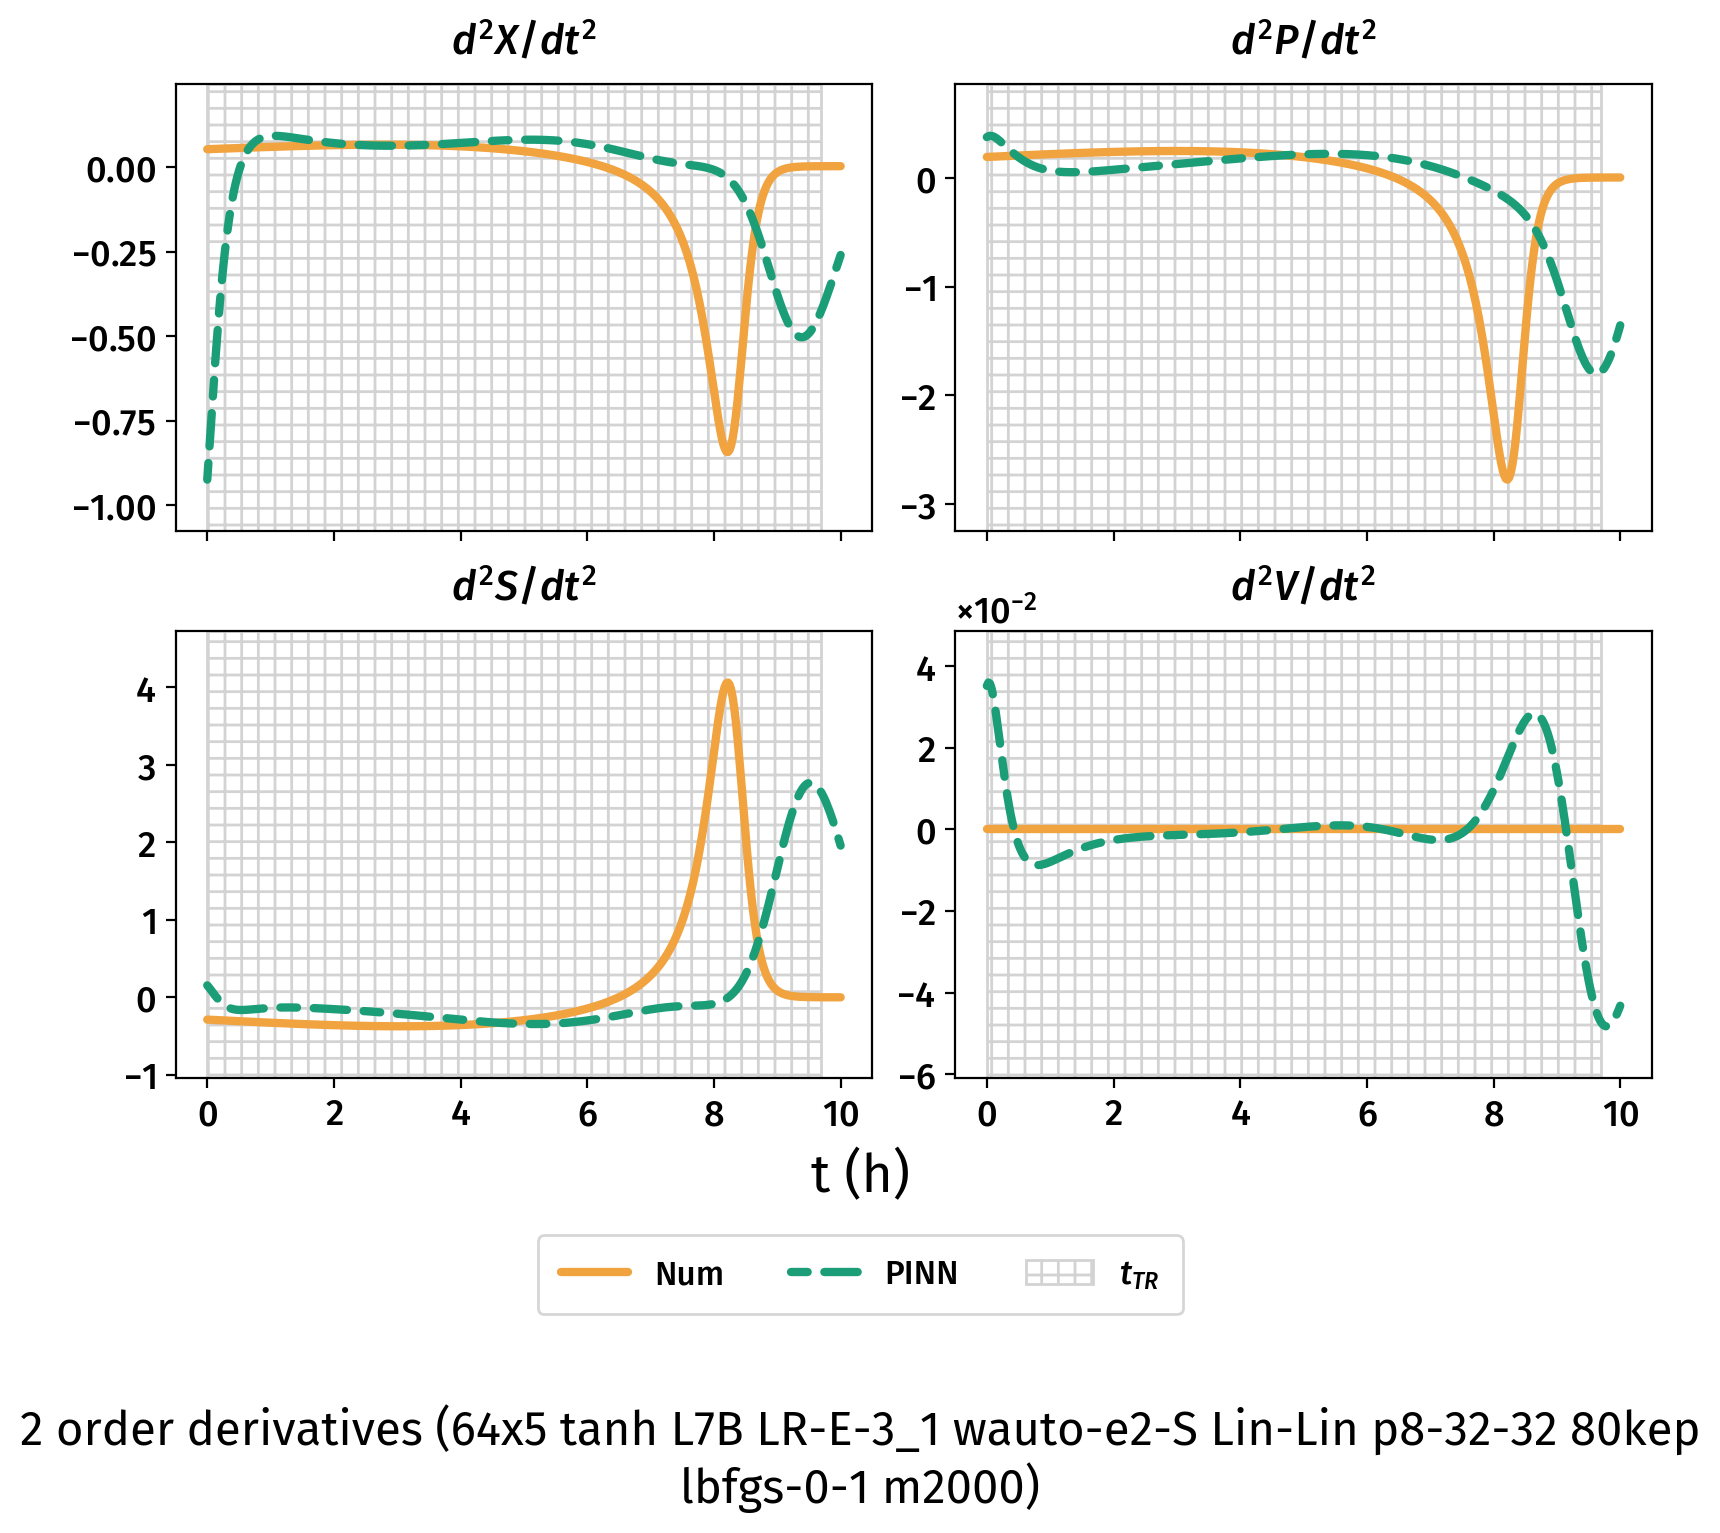 d²X/dt²
d²P/dt²
0.00
−0.25
−0.50
−0.75
−1.00
0
−1
−2
−3
d²S/dt²
d²V/dt²
×10⁻²
4
3
2
1
0
−1
4
2
0
−2
−4
−6
0 2 4 6 8 10
0 2 4 6 8 10
t (h)
Num PINN t_TR
2 order derivatives (64x5 tanh L7B LR-E-3_1 wauto-e2-S Lin-Lin p8-32-32 80kep
lbfgs-0-1 m2000)